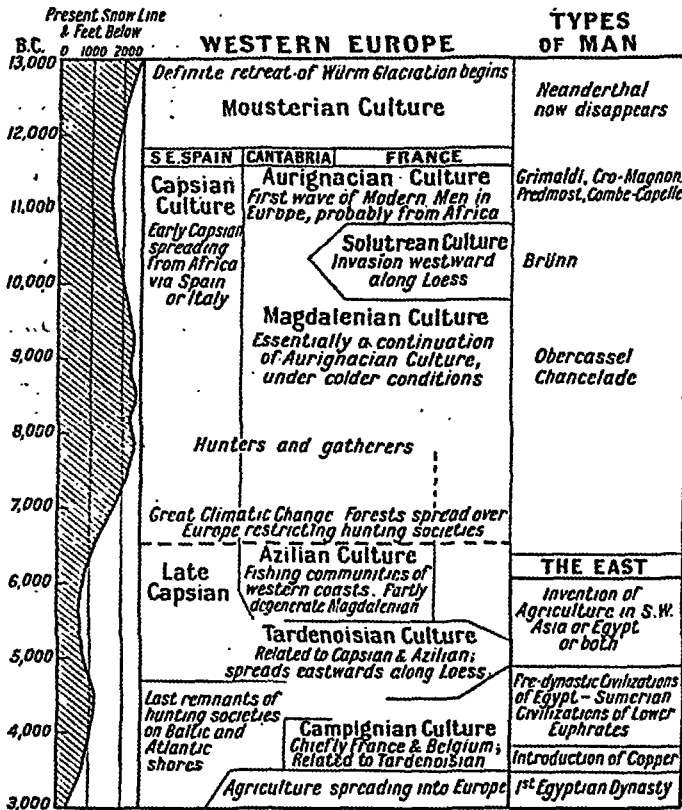 Present Snow Line
& Feet Below
B.C. 0 1000 2000
WESTERN EUROPE
TYPES
OF MAN
13,000
12,000
11,000
10,000
9,000
8,000
7,000
6,000
5,000
4,000
3,000
Definite retreat of Würm Glaciation begins
Mousterian Culture
Neanderthal
now disappears
S.E.SPAIN
CANTABRIA
FRANCE
Capsian
Culture
Early Capsian
spreading
from Africa
via Spain
or Italy
Aurignacian Culture
First wave of Modern Men in
Europe, probably from Africa
Grimaldi, Cro-Magnon,
Predmost, Combe-Capelle
Solutrean Culture
Invasion westward
along Loess
Brünn
Magdalenian Culture
Essentially a continuation
of Aurignacian Culture,
under colder conditions
Obercassel
Chancelade
Hunters and gatherers
Great Climatic Change Forests spread over
Europe restricting hunting societies
Late
Capsian
Azilian Culture
Fishing communities of
western coasts. Partly
degenerate Magdalenian
THE EAST
Invention of
Agriculture in S.W.
Asia or Egypt
or both
Tardenoisian Culture
Related to Capsian & Azilian;
spreads eastwards along Loess
Pre-dynastic Civilizations
of Egypt – Sumerian
Civilizations of Lower
Euphrates
Last remnants of
hunting societies
on Baltic and
Atlantic
shores
Campignian Culture
Chiefly France & Belgium;
Related to Tardenoisian
Introduction of Copper
Agriculture spreading into Europe
1st Egyptian Dynasty